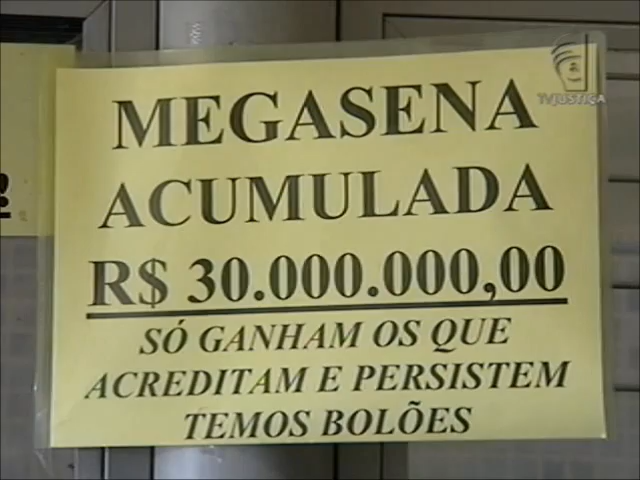 TVJUSTIÇA
MEGASENA
ACUMULADA
R$ 30.000.000,00
SÓ GANHAM OS QUE
ACREDITAM E PERSISTEM
TEMOS BOLÕES
!